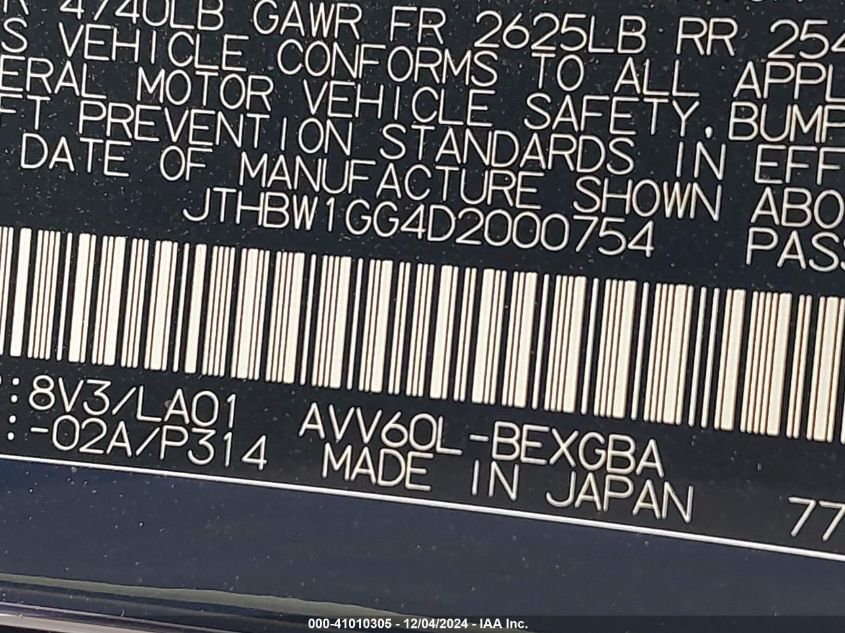 4740LB GAWR FR 2625LB RR 254
VEHICLE CONFORMS TO ALL APPL
ERAL MOTOR VEHICLE SAFETY, BUMP
FT PREVENTION STANDARDS IN EFF
DATE OF MANUFACTURE SHOWN ABO
JTHBW1GG4D2000754 PASS
:8V3/LA01 AVV60L-BEXGBA
:-02A/P314 MADE IN JAPAN 77
000-41010305 - 12/04/2024 - IAA Inc.